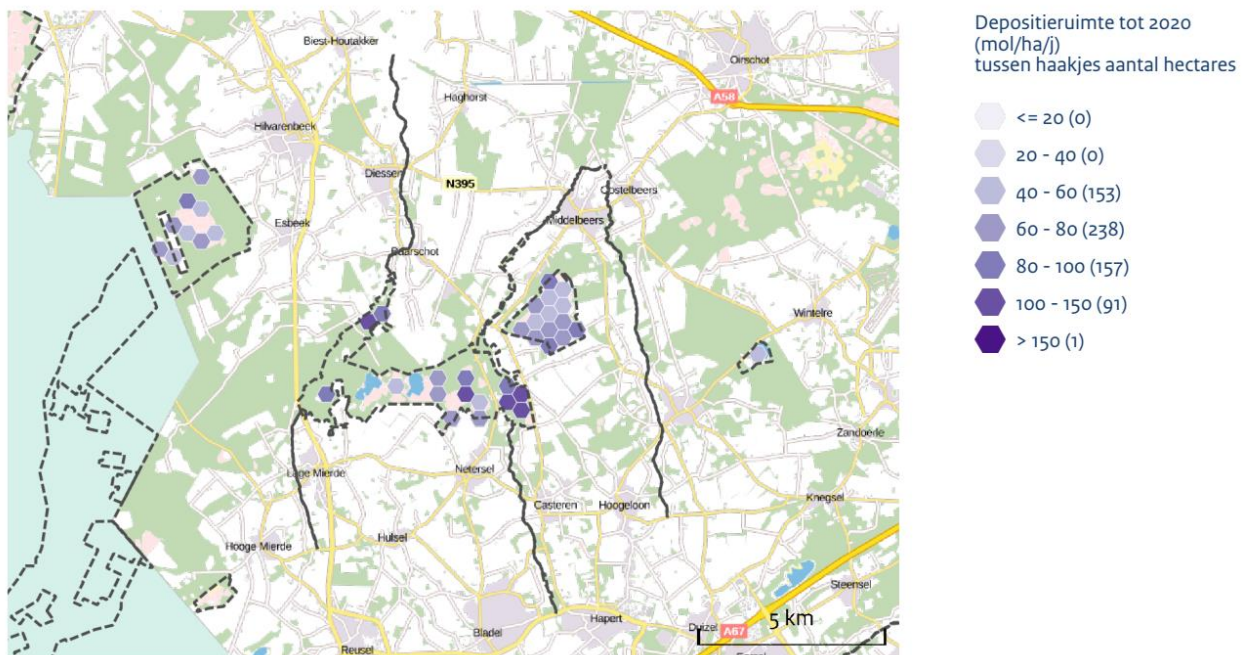 Biest-Houtakker
Oirschot
A58
Haghorst
Hilvarenbeek
Diessen
N395
Oostelbeers
Middelbeers
Esbeek
Baarschot
Wintelre
Zandoerle
Lage Mierde
Netersel
Casteren
Hoogeloon
Knegsel
Hulsel
Hooge Mierde
Steensel
Hapert
5 km
Duizel
A67
Bladel
Reusel
Depositieruimte tot 2020
(mol/ha/j)
tussen haakjes aantal hectares
<= 20 (0)
20 - 40 (0)
40 - 60 (153)
60 - 80 (238)
80 - 100 (157)
100 - 150 (91)
> 150 (1)